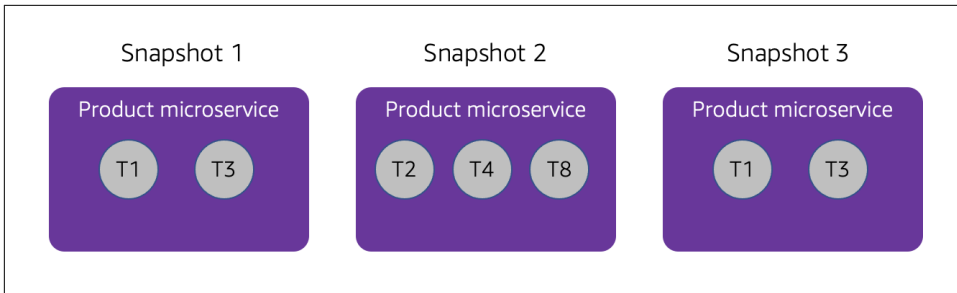 Snapshot 1
Snapshot 2
Snapshot 3
Product microservice
T1 T3
Product microservice
T2 T4 T8
Product microservice
T1 T3